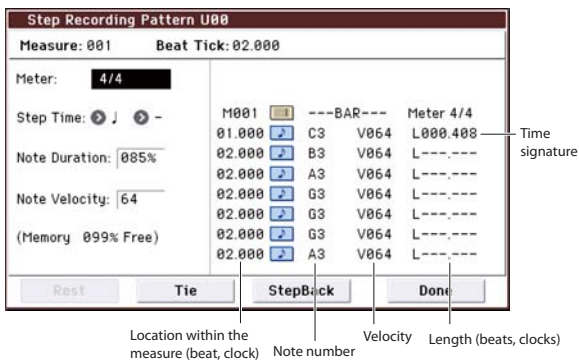 Step Recording Pattern U00
Measure: 001 Beat Tick: 02.000
Meter: 4/4
Step Time: ♩ -
Note Duration: 085%
Note Velocity: 64
(Memory 099% Free)
M001 ---BAR--- Meter 4/4
01.000 ♪ C3 V064 L000.408
02.000 ♪ B3 V064 L---.---
02.000 ♪ A3 V064 L---.---
02.000 ♪ G3 V064 L---.---
02.000 ♪ G3 V064 L---.---
02.000 ♪ G3 V064 L---.---
02.000 ♪ A3 V064 L---.---
Time
signature
Rest Tie StepBack Done
Location within the
measure (beat, clock)
Note number
Velocity
Length (beats, clocks)